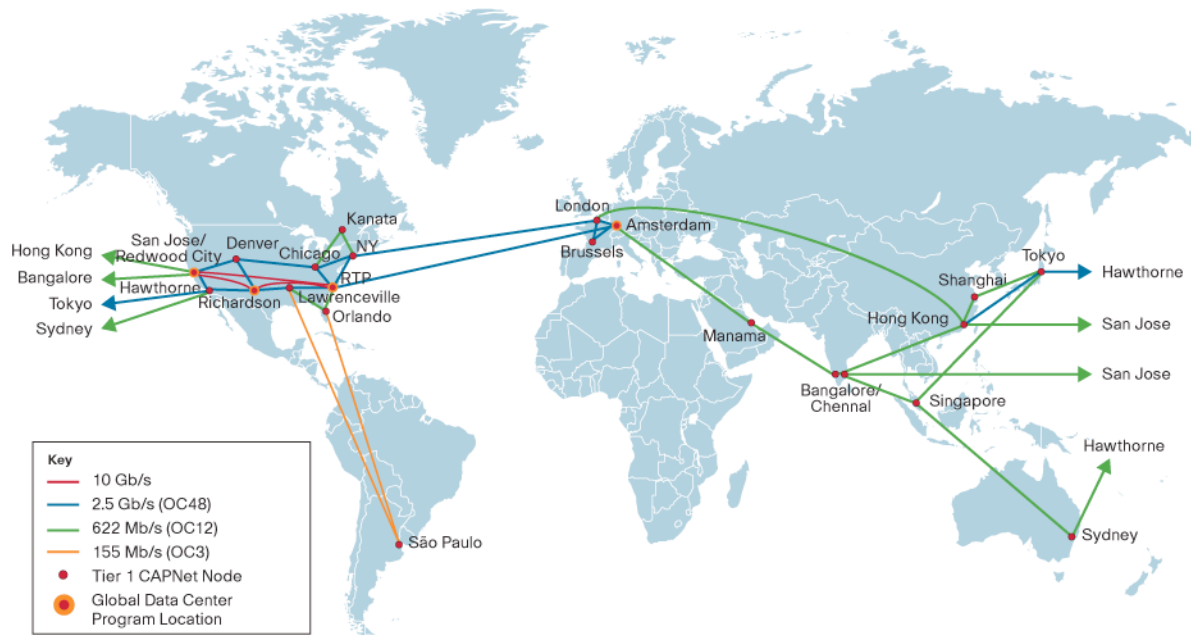 Kanata
London
Amsterdam
Brussels
San Jose/
Redwood City
Denver
Chicago
NY
Hong Kong
Bangalore
Tokyo
Sydney
Hawthorne
Richardson
RTP
Lawrenceville
Orlando
Tokyo
Shanghai
Hong Kong
Hawthorne
San Jose
San Jose
Manama
Bangalore/
Chennal
Singapore
Hawthorne
Sydney
São Paulo
Key
10 Gb/s
2.5 Gb/s (OC48)
622 Mb/s (OC12)
155 Mb/s (OC3)
Tier 1 CAPNet Node
Global Data Center
Program Location